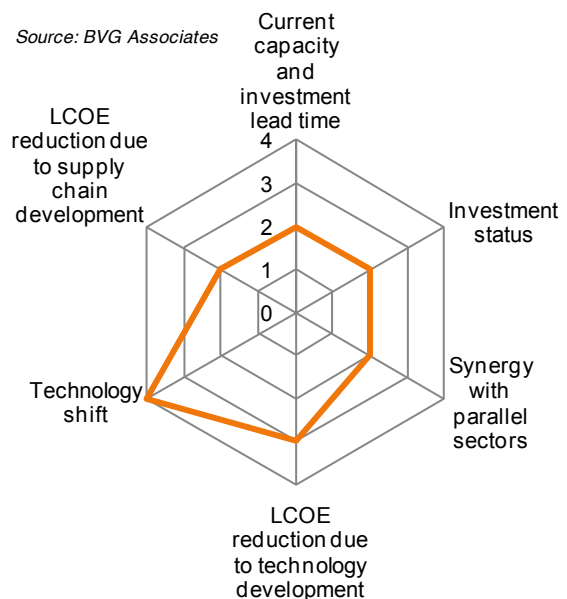 Source: BVG Associates
Current
capacity
and
investment
lead time
LCOE
reduction due
to supply
chain
development
4
3
2
1
0
Investment
status
Synergy
with
parallel
sectors
Technology
shift
LCOE
reduction due
to technology
development